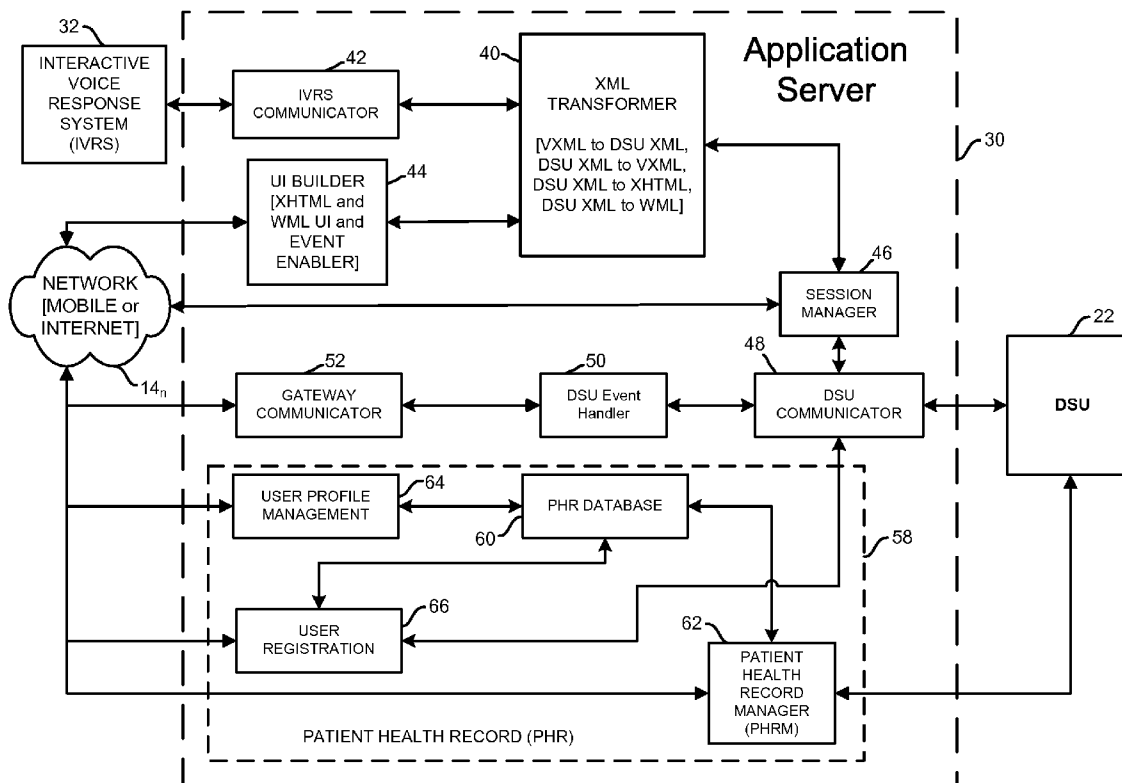 32
INTERACTIVE
VOICE
RESPONSE
SYSTEM
(IVRS)
42
IVRS
COMMUNICATOR
40
XML
TRANSFORMER
[VXML to DSU XML,
DSU XML to VXML,
DSU XML to XHTML,
DSU XML to WML]
Application
Server
30
44
UI BUILDER
[XHTML and
WML UI and
EVENT
ENABLER]
NETWORK
[MOBILE or
INTERNET]
14n
46
SESSION
MANAGER
52
GATEWAY
COMMUNICATOR
50
DSU Event
Handler
48
DSU
COMMUNICATOR
22
DSU
USER PROFILE
MANAGEMENT
64
PHR DATABASE
60
58
66
USER
REGISTRATION
62
PATIENT
HEALTH
RECORD
MANAGER
(PHRM)
PATIENT HEALTH RECORD (PHR)